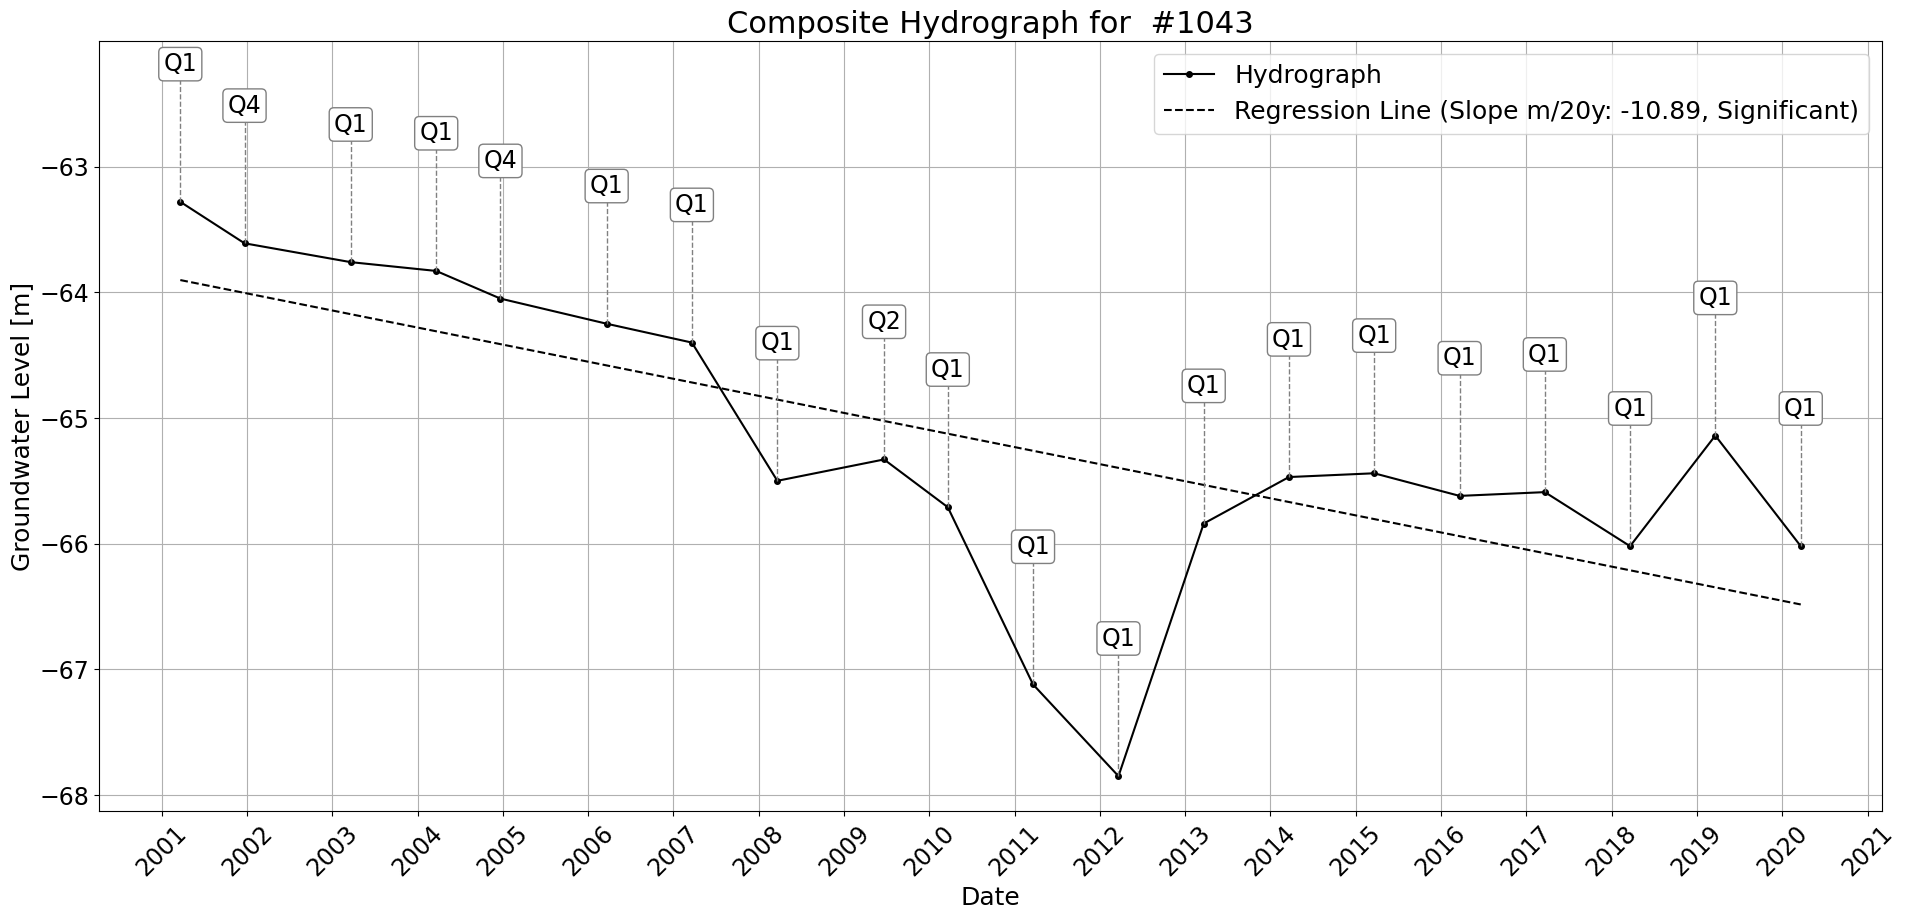 Composite Hydrograph for  #1043
Hydrograph
Regression Line (Slope m/20y: -10.89, Significant)
Q1
Q4
Q1
Q1
Q4
Q1
Q1
Q1
Q2
Q1
Q1
Q1
Q1
Q1
Q1
Q1
Q1
Q1
Q1
Q1
Groundwater Level [m]
−63
−64
−65
−66
−67
−68
2001
2002
2003
2004
2005
2006
2007
2008
2009
2010
2011
2012
2013
2014
2015
2016
2017
2018
2019
2020
2021
Date